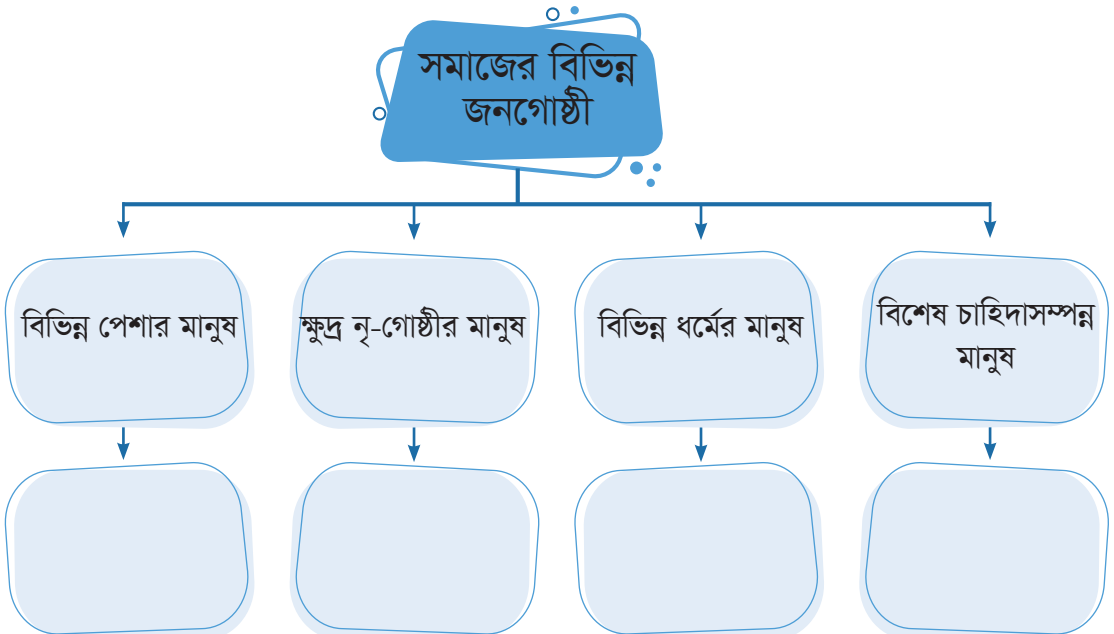 সমাজের বিভিন্ন
জনগোষ্ঠী
বিভিন্ন পেশার মানুষ
ক্ষুদ্র নৃ-গোষ্ঠীর মানুষ
বিভিন্ন ধর্মের মানুষ
বিশেষ চাহিদাসম্পন্ন
মানুষ